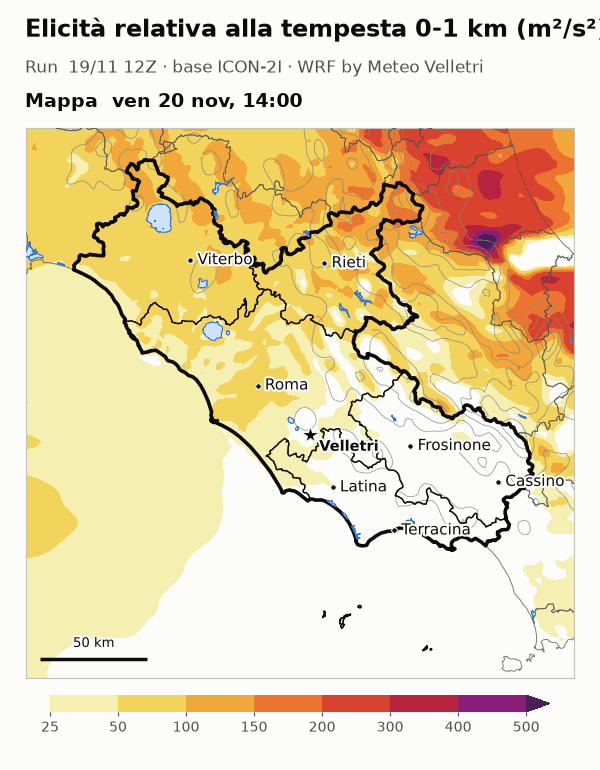 Elicità relativa alla tempesta 0-1 km (m²/s²)
Run 19/11 12Z · base ICON-2I · WRF by Meteo Velletri
Mappa ven 20 nov, 14:00
Viterbo
Rieti
Roma
Velletri
Frosinone
Latina
Cassino
Terracina
50 km
25 50 100 150 200 300 400 500